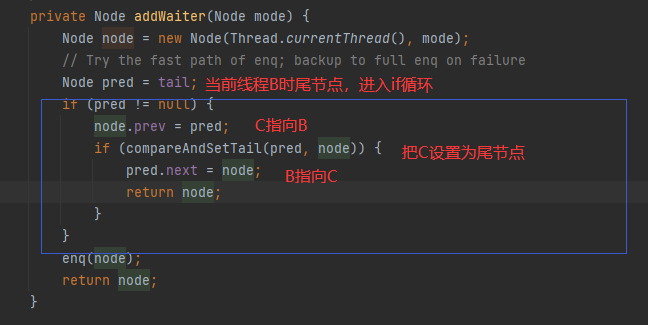 private Node addWaiter(Node mode) {
Node node = new Node(Thread.currentThread(), mode);
// Try the fast path of enq; backup to full enq on failure
Node pred = tail; 当前线程B时尾节点，进入if循环
if (pred != null) {
node.prev = pred; C指向B
if (compareAndSetTail(pred, node)) { 把C设置为尾节点
pred.next = node; B指向C
return node;
}
}
enq(node);
return node;
}